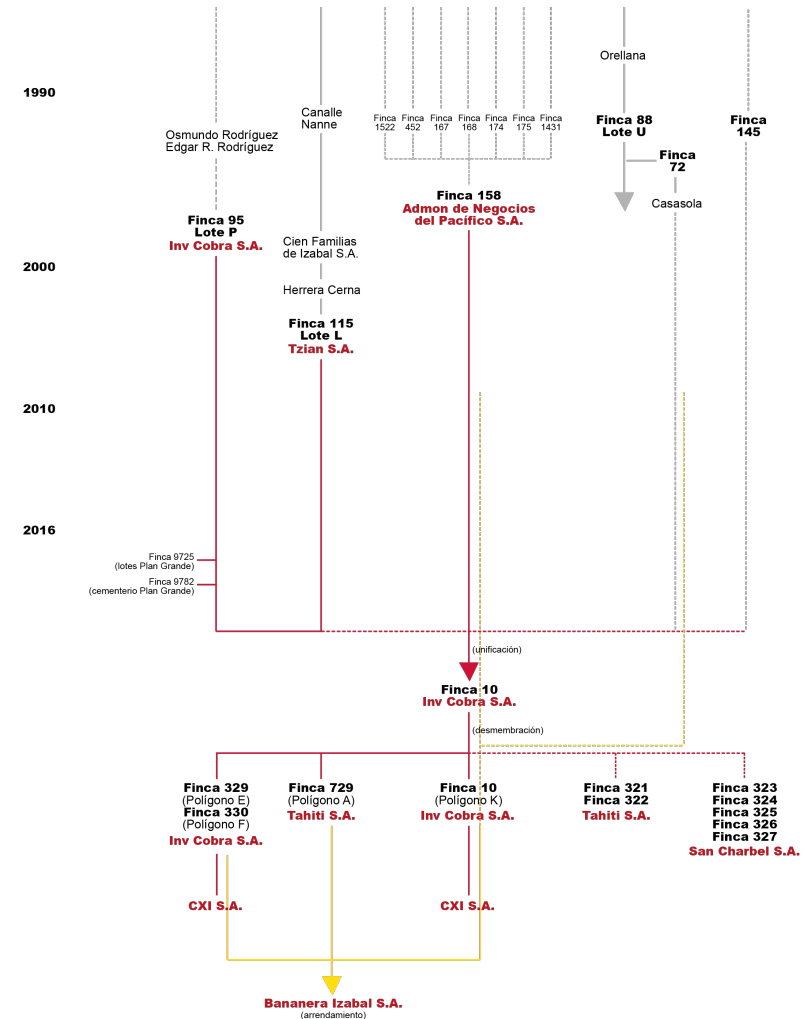 Orellana
1990
Canalle
Nanne
Finca
1522
Finca
452
Finca
167
Finca
168
Finca
174
Finca
175
Finca
1431
Finca 88
Lote U
Finca
145
Osmundo Rodríguez
Edgar R. Rodríguez
Finca
72
Finca 158
Admon de Negocios
del Pacífico S.A.
Casasola
Finca 95
Lote P
Inv Cobra S.A.
Cien Familias
de Izabal S.A.
2000
Herrera Cerna
Finca 115
Lote L
Tzian S.A.
2010
2016
Finca 9725
(lotes Plan Grande)
Finca 9782
(cementerio Plan Grande)
(unificación)
Finca 10
Inv Cobra S.A.
(desmembración)
Finca 329
(Polígono E)
Finca 330
(Polígono F)
Inv Cobra S.A.
Finca 729
(Polígono A)
Tahiti S.A.
Finca 10
(Polígono K)
Inv Cobra S.A.
Finca 321
Finca 322
Tahiti S.A.
Finca 323
Finca 324
Finca 325
Finca 326
Finca 327
San Charbel S.A.
CXI S.A.
CXI S.A.
Bananera Izabal S.A.
(arrendamiento)